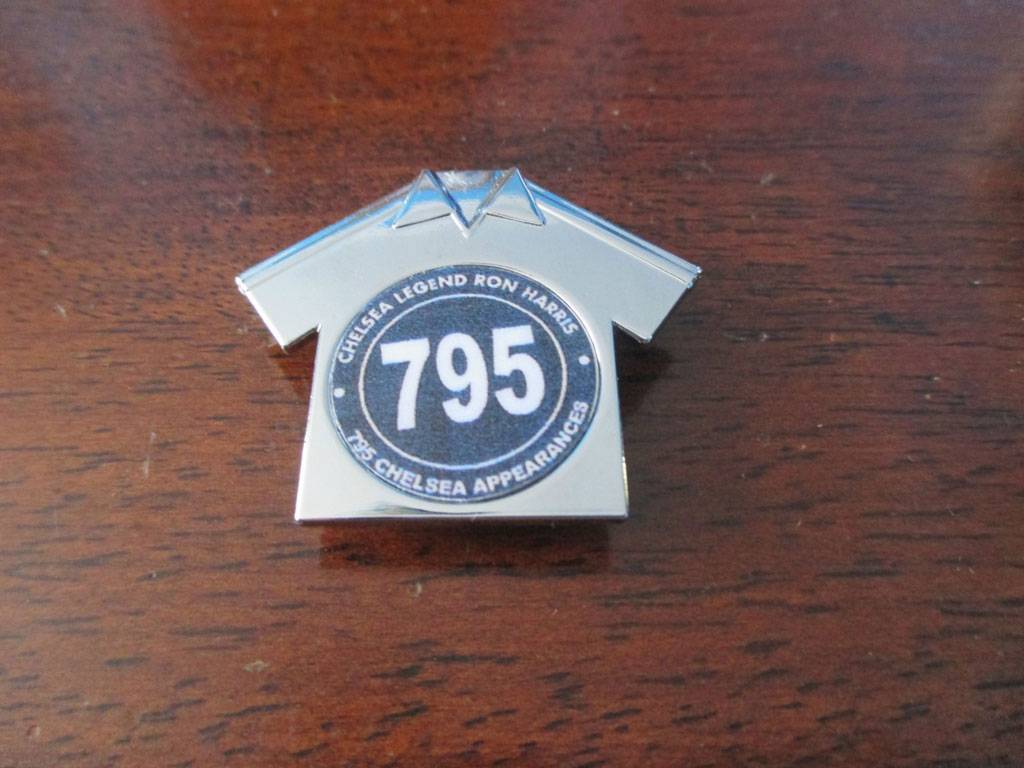 CHELSEA LEGEND RON HARRIS
795
795 CHELSEA APPEARANCES